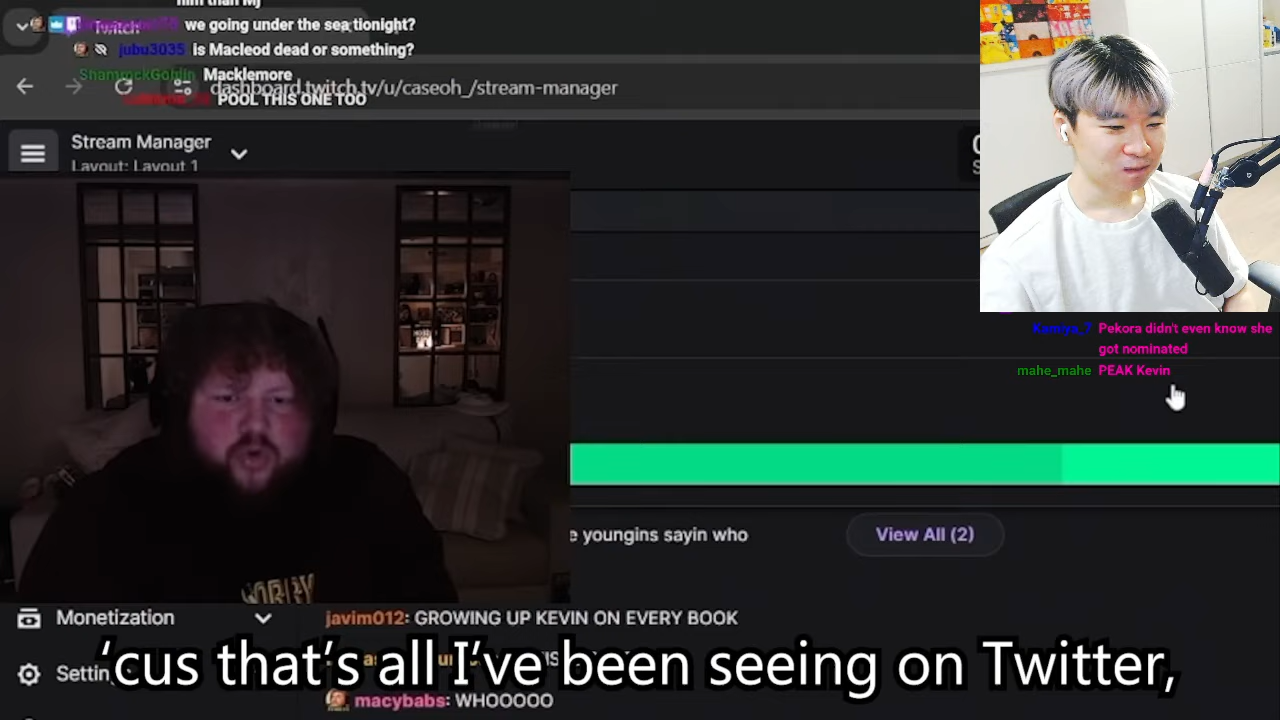 we going under the sea tionight?
Twitch
jubu3035 Is Macleod dead or something?
ShamrockGoblin Macklemore
dashboard.twitch.tv/u/caseoh_/stream-manager
POOL THIS ONE TOO
Stream Manager
Layout: Layout 1
Kamiya_7 Pekora didn't even know she
got nominated
mahe_mahe PEAK Kevin
e youngins sayin who
View All (2)
Monetization
javim012: GROWING UP KEVIN ON EVERY BOOK
'cus that's all I've been seeing on Twitter,
macybabs: WHOOOOO